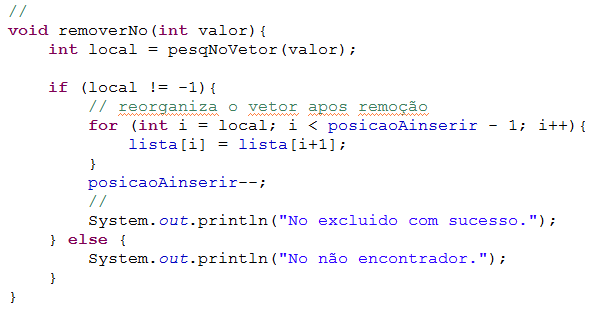 //
void removerNo(int valor){
    int local = pesqNoVetor(valor);

    if (local != -1){
        // reorganiza o vetor apos remoção
        for (int i = local; i < posicaoAinserir - 1; i++){
            lista[i] = lista[i+1];
        }
        posicaoAinserir--;
        //
        System.out.println("No excluido com sucesso.");
    } else {
        System.out.println("No não encontrador.");
    }
}